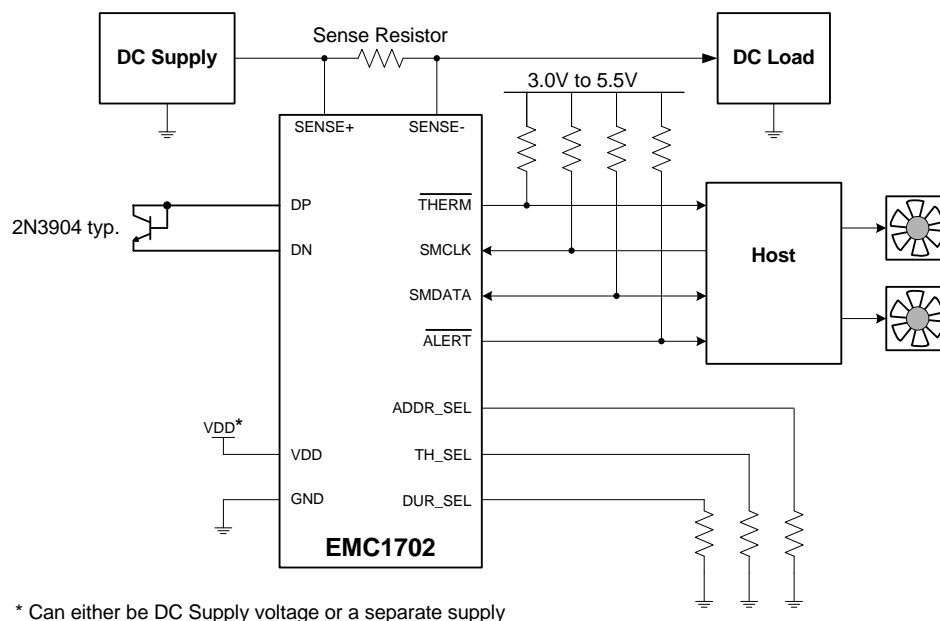 DC Supply
Sense Resistor
DC Load
3.0V to 5.5V
SENSE+
SENSE-
2N3904 typ.
DP
DN
THERM
SMCLK
SMDATA
ALERT
Host
ADDR_SEL
VDD*
VDD
TH_SEL
GND
DUR_SEL
EMC1702
* Can either be DC Supply voltage or a separate supply